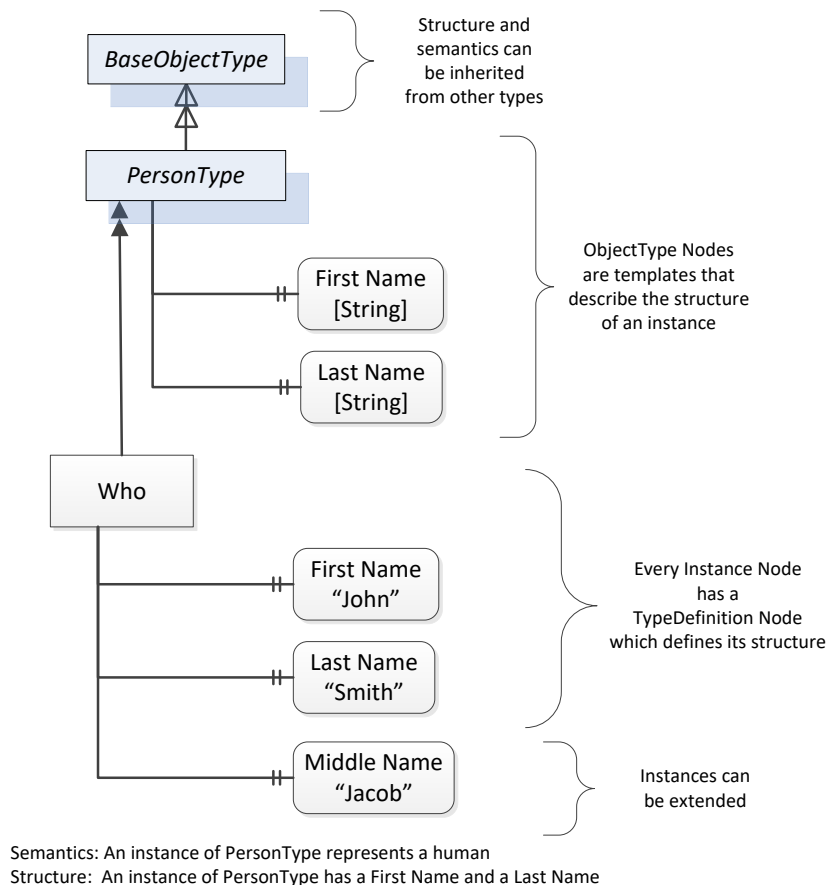 BaseObjectType
Structure and
semantics can
be inherited
from other types
PersonType
First Name
[String]
Last Name
[String]
ObjectType Nodes
are templates that
describe the structure
of an instance
Who
First Name
“John”
Last Name
“Smith”
Middle Name
“Jacob”
Every Instance Node
has a
TypeDefinition Node
which defines its structure
Instances can
be extended
Semantics: An instance of PersonType represents a human
Structure: An instance of PersonType has a First Name and a Last Name